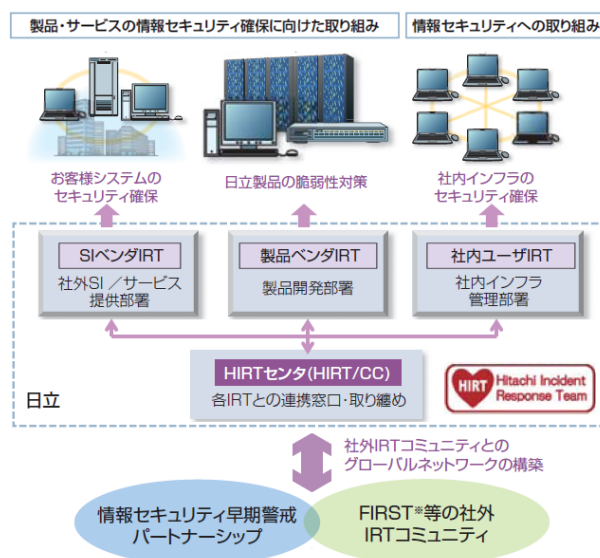 製品・サービスの情報セキュリティ確保に向けた取り組み
情報セキュリティへの取り組み
お客様システムの
セキュリティ確保
日立製品の脆弱性対策
社内インフラの
セキュリティ確保
SIベンダIRT
社外SI／サービス
提供部署
製品ベンダIRT
製品開発部署
社内ユーザIRT
社内インフラ
管理部署
HIRTセンタ(HIRT/CC)
各IRTとの連携窓口・取り纏め
日立
HIRT
Hitachi Incident
Response Team
社外IRTコミュニティとの
グローバルネットワークの構築
情報セキュリティ早期警戒
パートナーシップ
FIRST※等の社外
IRTコミュニティ